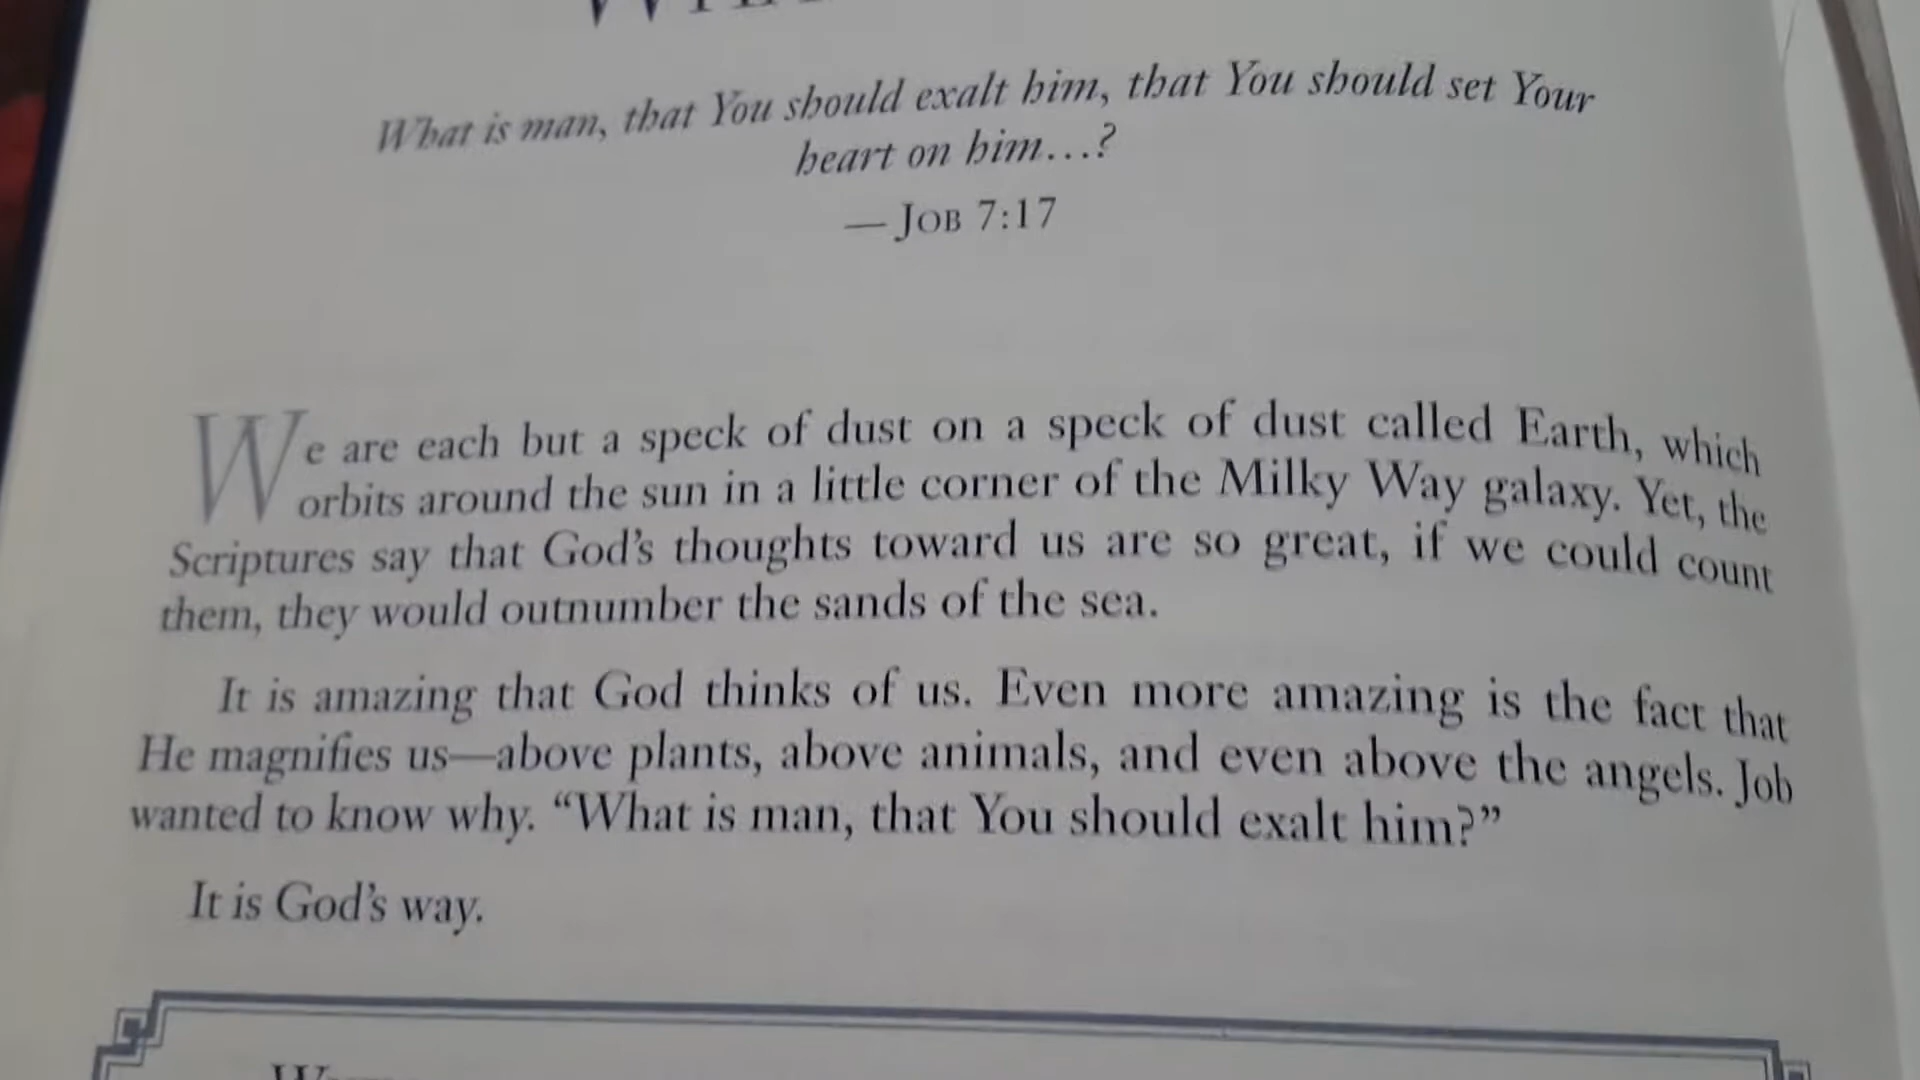 What is man, that You should exalt him, that You should set Your
heart on him...?
— JOB 7:17
We are each but a speck of dust on a speck of dust called Earth, which
orbits around the sun in a little corner of the Milky Way galaxy. Yet, the
Scriptures say that God's thoughts toward us are so great, if we could count
them, they would outnumber the sands of the sea.
It is amazing that God thinks of us. Even more amazing is the fact that
He magnifies us—above plants, above animals, and even above the angels. Job
wanted to know why. “What is man, that You should exalt him?”
It is God's way.